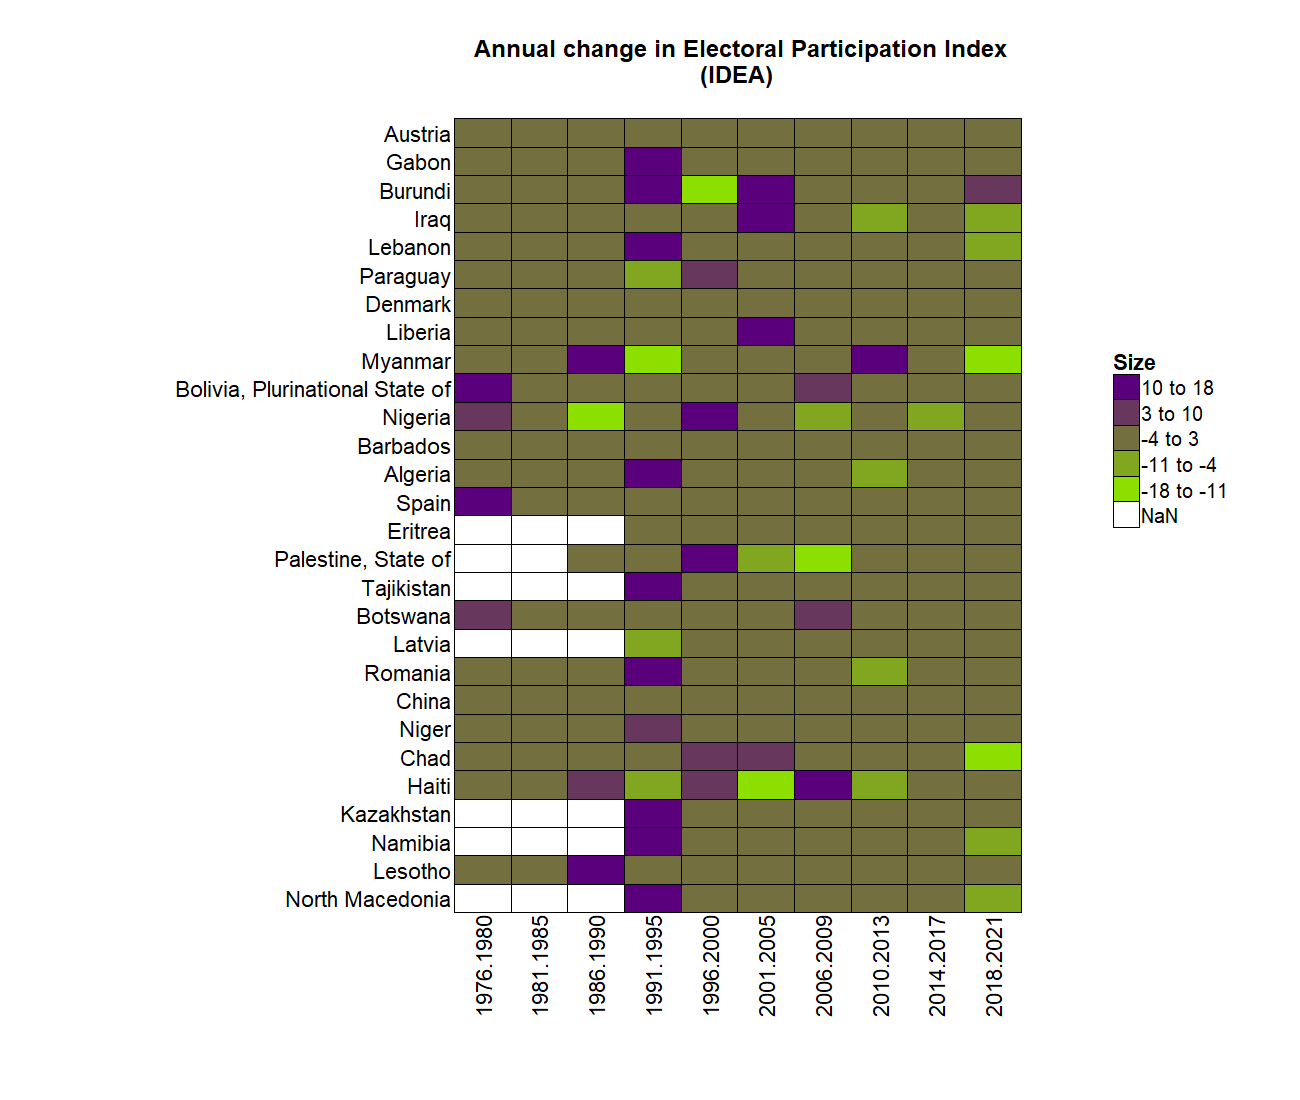 Annual change in Electoral Participation Index
(IDEA)
Austria
Gabon
Burundi
Iraq
Lebanon
Paraguay
Denmark
Liberia
Myanmar
Bolivia, Plurinational State of
Nigeria
Barbados
Algeria
Spain
Eritrea
Palestine, State of
Tajikistan
Botswana
Latvia
Romania
China
Niger
Chad
Haiti
Kazakhstan
Namibia
Lesotho
North Macedonia
1976.1980
1981.1985
1986.1990
1991.1995
1996.2000
2001.2005
2006.2009
2010.2013
2014.2017
2018.2021
Size
10 to 18
3 to 10
-4 to 3
-11 to -4
-18 to -11
NaN